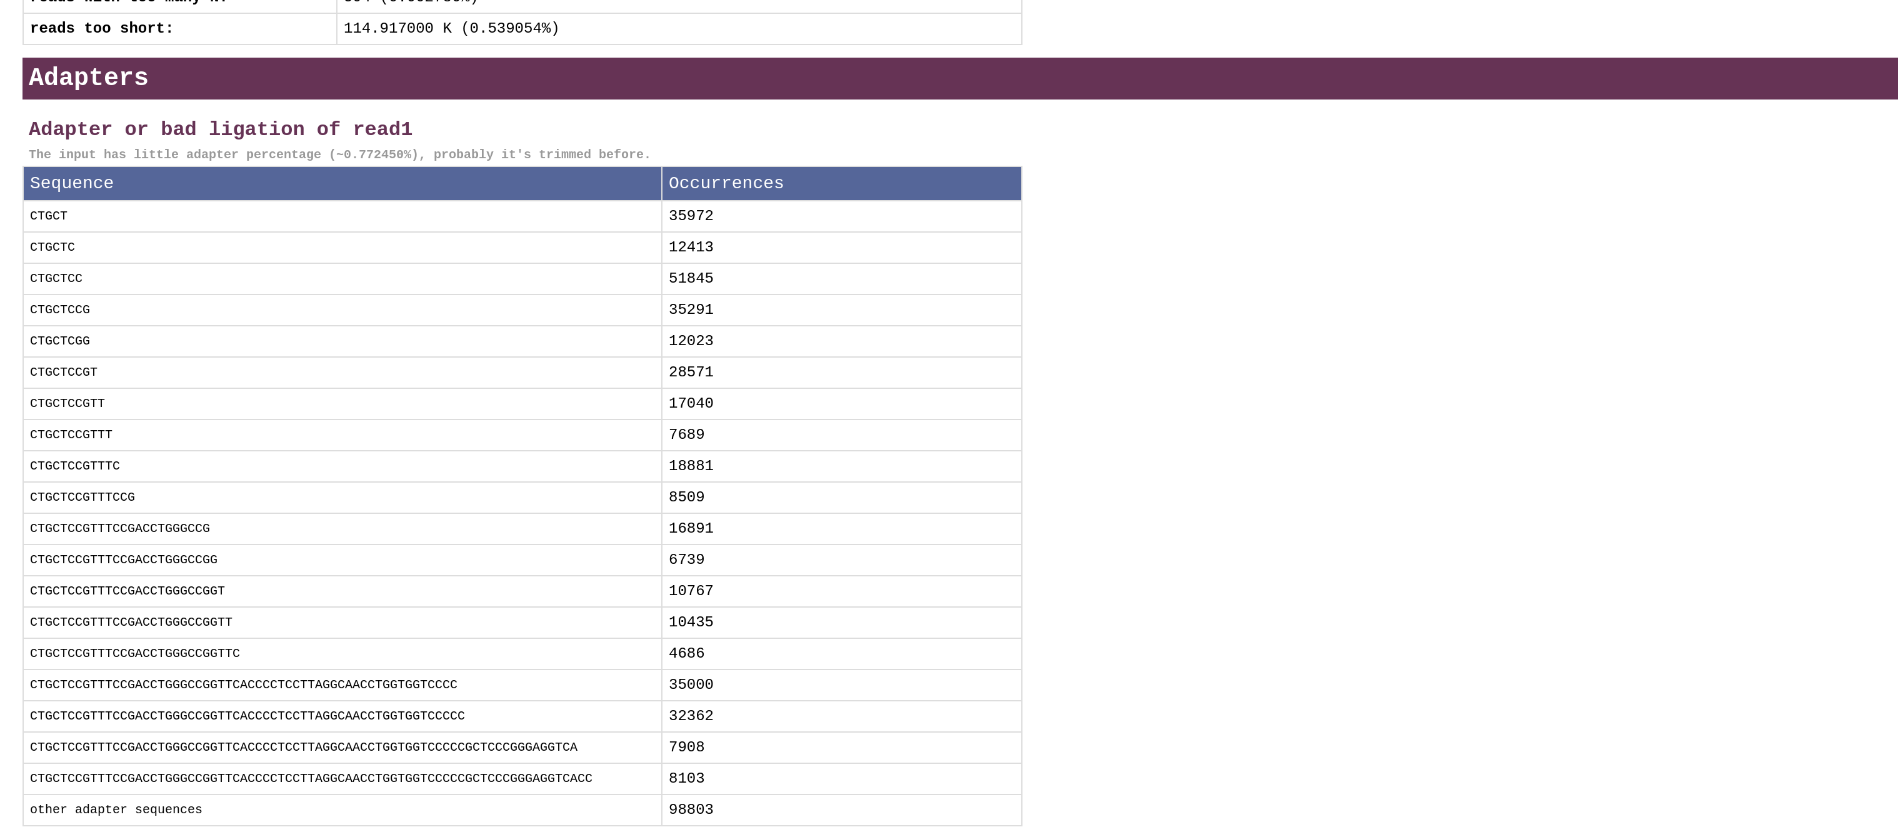 reads too short: 114.917000 K (0.539054%)
Adapters
Adapter or bad ligation of read1
The input has little adapter percentage (~0.772450%), probably it's trimmed before.
Sequence Occurrences
CTGCT 35972
CTGCTC 12413
CTGCTCC 51845
CTGCTCCG 35291
CTGCTCGG 12023
CTGCTCCGT 28571
CTGCTCCGTT 17040
CTGCTCCGTTT 7689
CTGCTCCGTTTC 18881
CTGCTCCGTTTCCG 8509
CTGCTCCGTTTCCGACCTGGGCCG 16891
CTGCTCCGTTTCCGACCTGGGCCGG 6739
CTGCTCCGTTTCCGACCTGGGCCGGT 10767
CTGCTCCGTTTCCGACCTGGGCCGGTT 10435
CTGCTCCGTTTCCGACCTGGGCCGGTTC 4686
CTGCTCCGTTTCCGACCTGGGCCGGTTCACCCCTCCTTAGGCAACCTGGTGGTCCCC 35000
CTGCTCCGTTTCCGACCTGGGCCGGTTCACCCCTCCTTAGGCAACCTGGTGGTCCCCC 32362
CTGCTCCGTTTCCGACCTGGGCCGGTTCACCCCTCCTTAGGCAACCTGGTGGTCCCCCGCTCCCGGGAGGTCA 7908
CTGCTCCGTTTCCGACCTGGGCCGGTTCACCCCTCCTTAGGCAACCTGGTGGTCCCCCGCTCCCGGGAGGTCACC 8103
other adapter sequences 98803